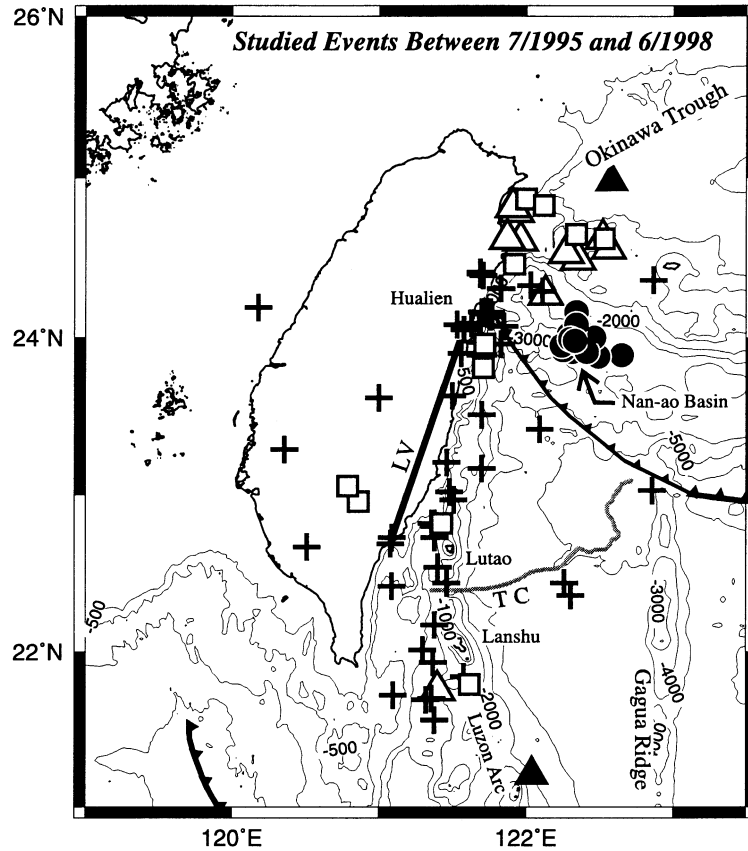 26°N
Studied Events Between 7/1995 and 6/1998
Okinawa Trough
Hualien
24°N
-2000
-3000
Nan-ao Basin
-500
-5000
LV
Lutao
TC
-500
-1000
Lanshu
-3000
22°N
-4000
-2000
Gagua Ridge
Luzon Arc
-500
120°E
122°E